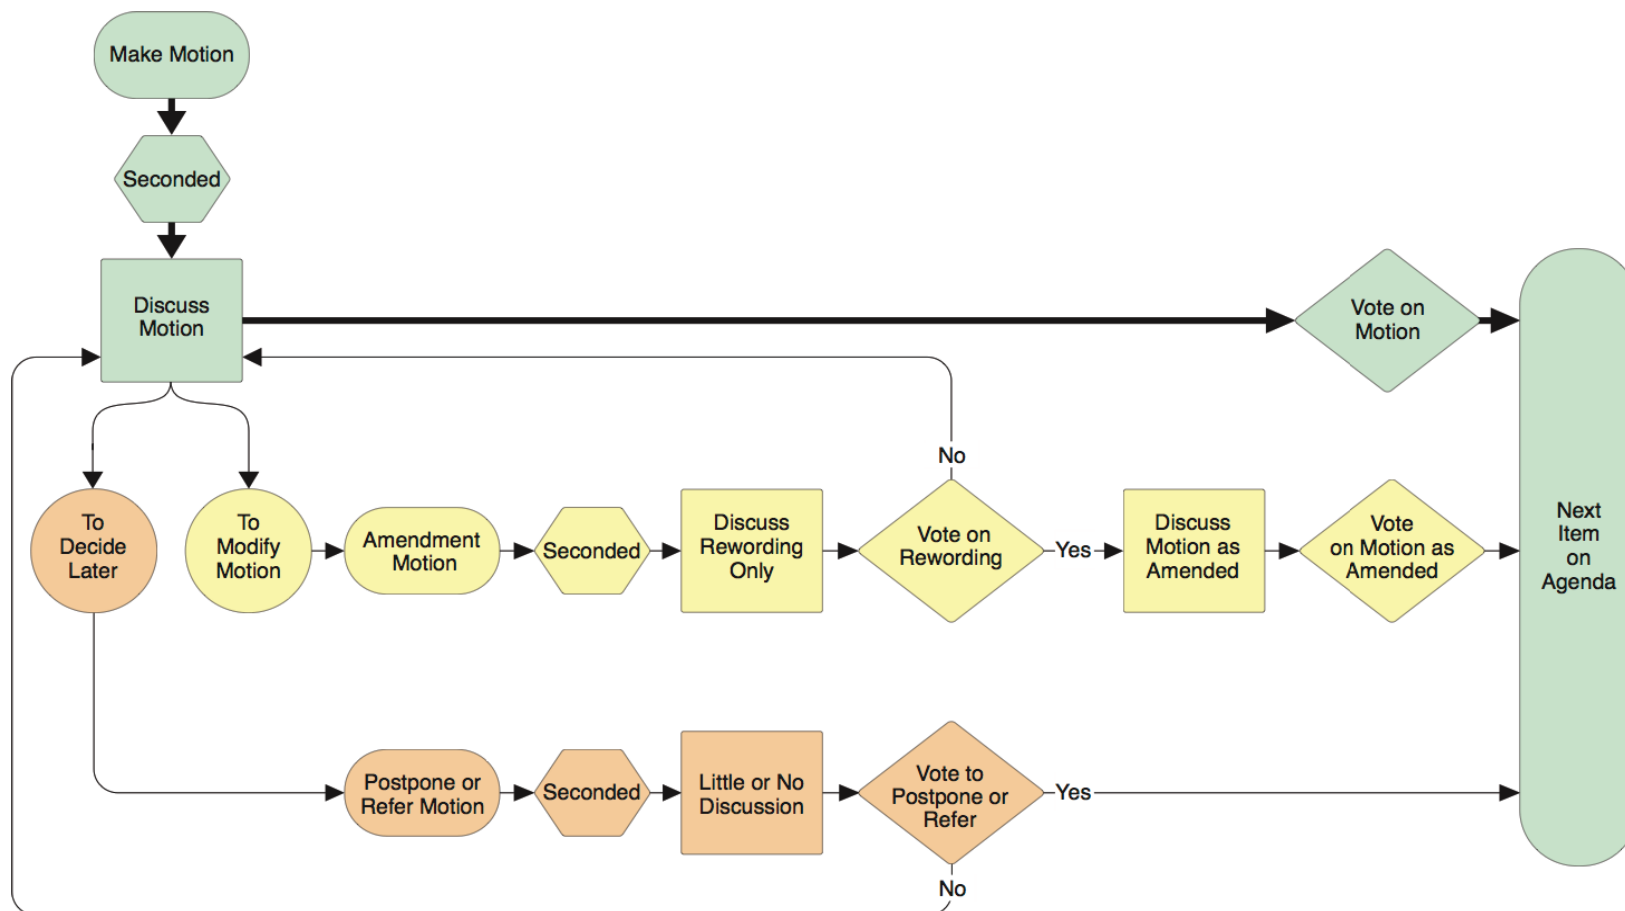 Make Motion
Seconded
Discuss
Motion
Vote on
Motion
No
To
Decide
Later
To
Modify
Motion
Amendment
Motion
Seconded
Discuss
Rewording
Only
Vote on
Rewording
Yes
Discuss
Motion as
Amended
Vote
on Motion as
Amended
Next
Item
on
Agenda
Postpone or
Refer Motion
Seconded
Little or No
Discussion
Vote to
Postpone or
Refer
Yes
No